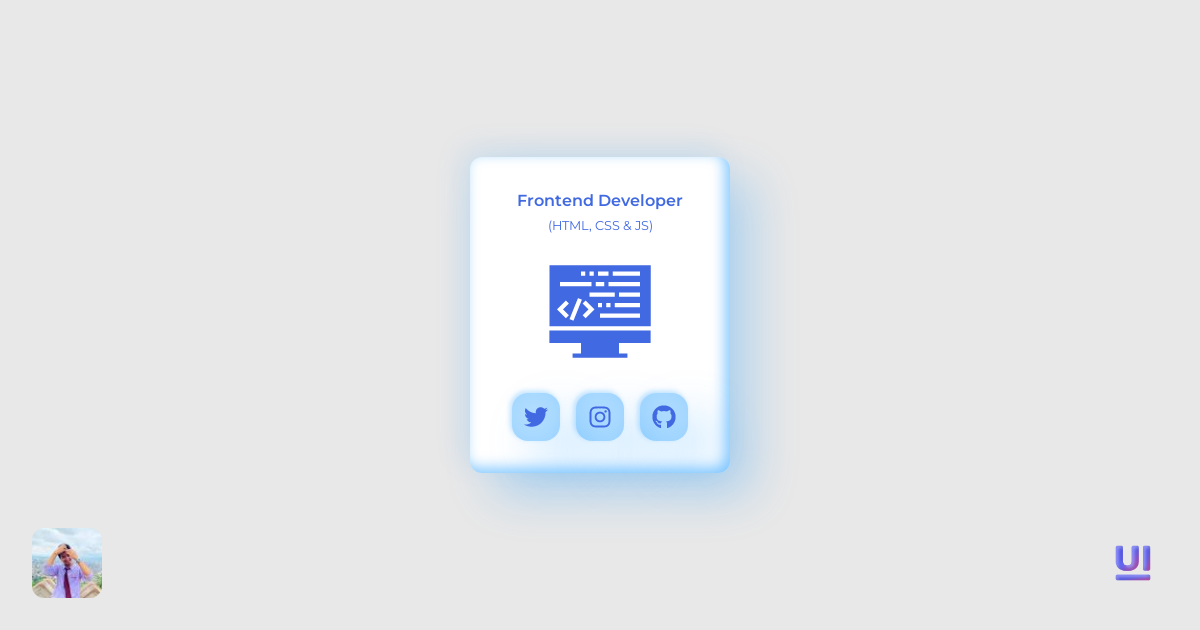 Frontend Developer
(HTML, CSS & JS)
</>
UI